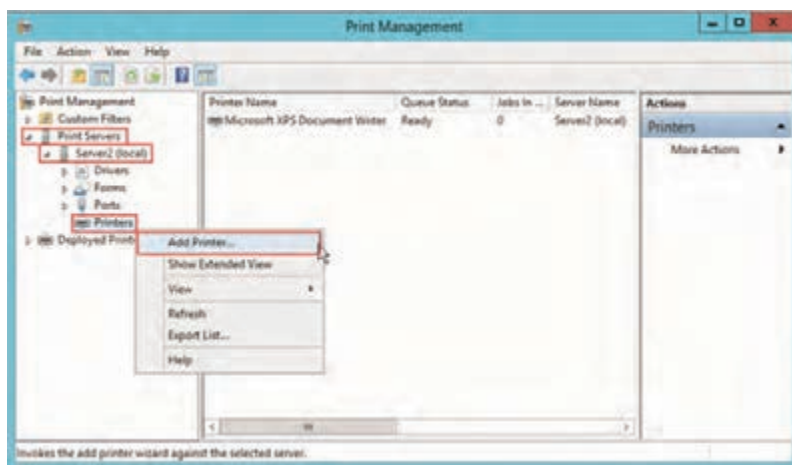 Print Management
File Action View Help
Print Management
Custom Filters
Print Servers
Server2 (local)
Drivers
Forms
Ports
Printers
Deployed Print
Printer Name Queue Status Jobs In ... Server Name
Microsoft XPS Document Writer Ready 0 Server2 (local)
Actions
Printers
More Actions
Add Printer...
Show Extended View
View
Refresh
Export List...
Help
Invokes the add printer wizard against the selected server.